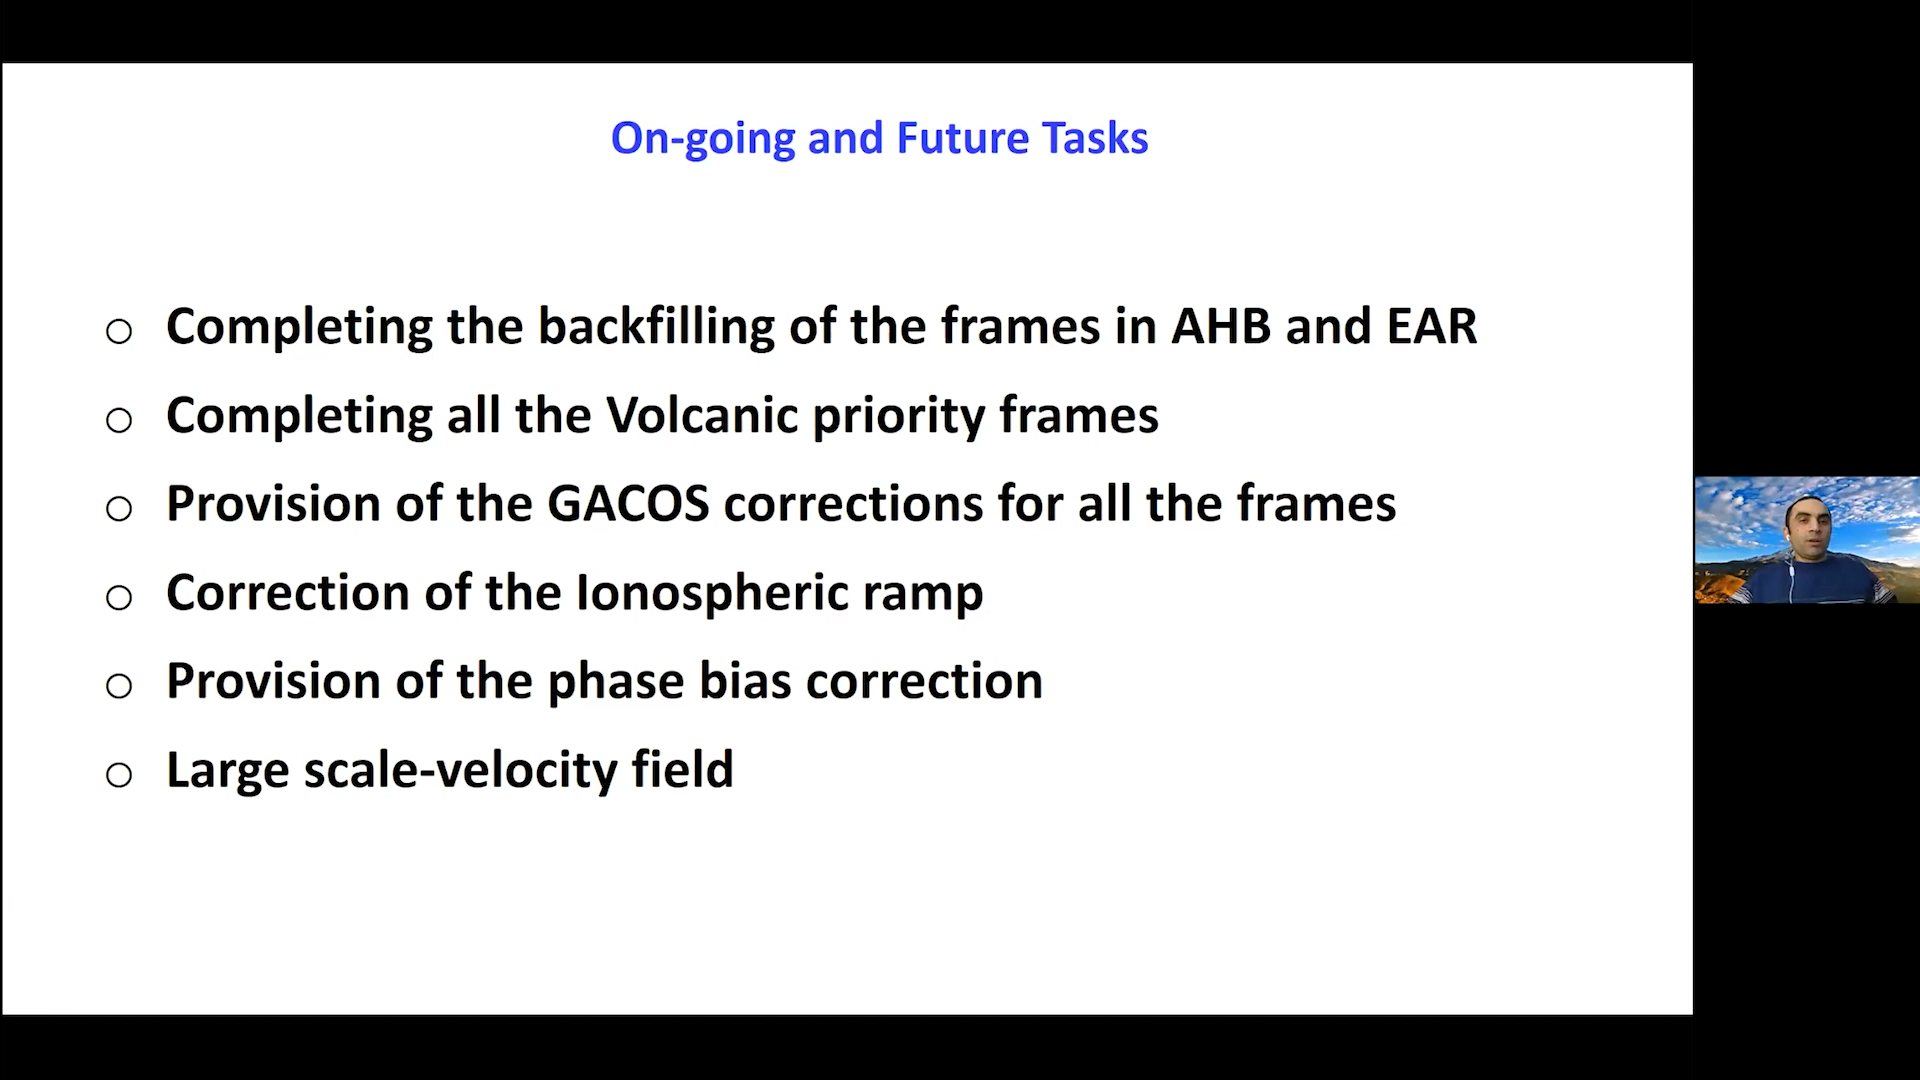 On-going and Future Tasks
Completing the backfilling of the frames in AHB and EAR
Completing all the Volcanic priority frames
Provision of the GACOS corrections for all the frames
Correction of the Ionospheric ramp
Provision of the phase bias correction
Large scale-velocity field